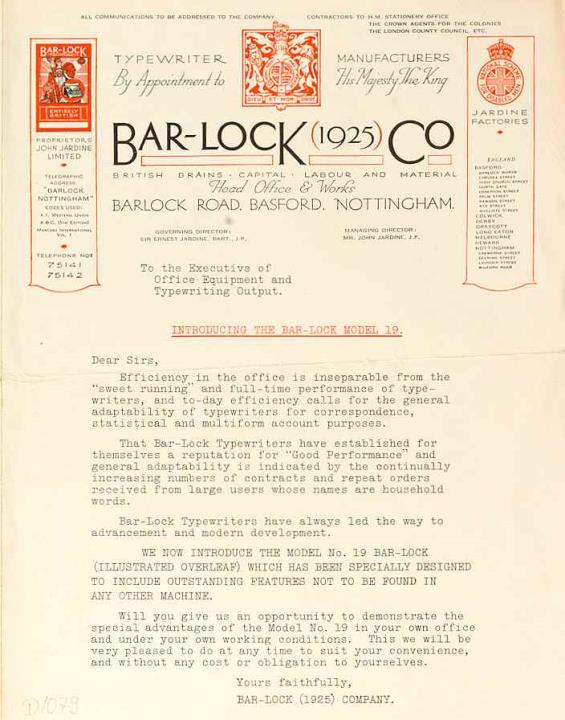 ALL COMMUNICATIONS TO BE ADDRESSED TO THE COMPANY
CONTRACTORS TO H.M. STATIONERY OFFICE
THE CROWN AGENTS FOR THE COLONIES
THE LONDON COUNTY COUNCIL, ETC.
BAR-LOCK
ENTIRELY
BRITISH
TYPEWRITER
MANUFACTURERS
By Appointment to
His Majesty The King
DIEU ET MON DROIT
BAR-LOCK (1925) CO
BRITISH BRAINS · CAPITAL · LABOUR AND MATERIAL
Head Office & Works
BARLOCK ROAD, BASFORD, NOTTINGHAM.
GOVERNING DIRECTOR:
SIR ERNEST JARDINE, BART., J.P.
MANAGING DIRECTOR:
MR. JOHN JARDINE, J.P.
PROPRIETORS
JOHN JARDINE
LIMITED
TELEGRAPHIC
ADDRESS
"BARLOCK
NOTTINGHAM"
CODES USED:
TELEPHONE NOS
75141
75142
JARDINE
FACTORIES
ENGLAND
BASFORD
COLWICK
DERBY
DRAYCOTT
LONG EATON
MELBOURNE
NEWARK
NOTTINGHAM
To the Executive of
Office Equipment and
Typewriting Output.
INTRODUCING THE BAR-LOCK MODEL 19.
Dear Sirs,
Efficiency in the office is inseparable from the
"sweet running" and full-time performance of type-
writers, and to-day efficiency calls for the general
adaptability of typewriters for correspondence,
statistical and multiform account purposes.
That Bar-Lock Typewriters have established for
themselves a reputation for "Good Performance" and
general adaptability is indicated by the continually
increasing numbers of contracts and repeat orders
received from large users whose names are household
words.
Bar-Lock Typewriters have always led the way to
advancement and modern development.
WE NOW INTRODUCE THE MODEL No. 19 BAR-LOCK
(ILLUSTRATED OVERLEAF) WHICH HAS BEEN SPECIALLY DESIGNED
TO INCLUDE OUTSTANDING FEATURES NOT TO BE FOUND IN
ANY OTHER MACHINE.
Will you give us an opportunity to demonstrate the
special advantages of the Model No. 19 in your own office
and under your own working conditions. This we will be
very pleased to do at any time to suit your convenience,
and without any cost or obligation to yourselves.
Yours faithfully,
BAR-LOCK (1925) COMPANY.
D/079